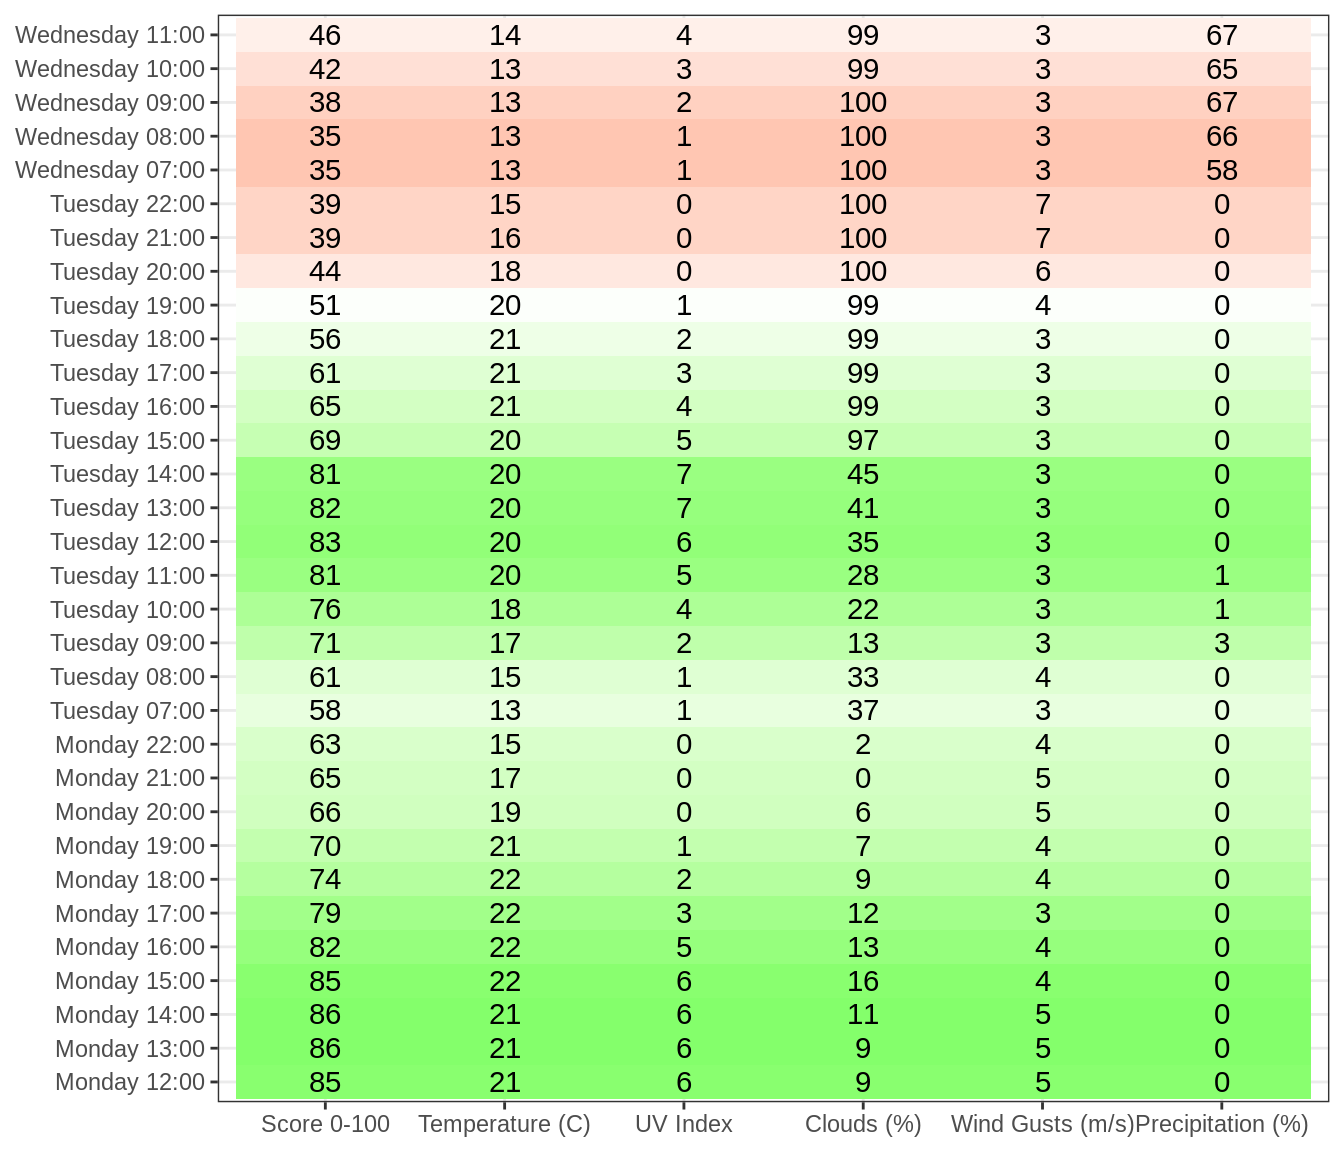 Wednesday 11:00 46 14 4 99 3 67
Wednesday 10:00 42 13 3 99 3 65
Wednesday 09:00 38 13 2 100 3 67
Wednesday 08:00 35 13 1 100 3 66
Wednesday 07:00 35 13 1 100 3 58
Tuesday 22:00 39 15 0 100 7 0
Tuesday 21:00 39 16 0 100 7 0
Tuesday 20:00 44 18 0 100 6 0
Tuesday 19:00 51 20 1 99 4 0
Tuesday 18:00 56 21 2 99 3 0
Tuesday 17:00 61 21 3 99 3 0
Tuesday 16:00 65 21 4 99 3 0
Tuesday 15:00 69 20 5 97 3 0
Tuesday 14:00 81 20 7 45 3 0
Tuesday 13:00 82 20 7 41 3 0
Tuesday 12:00 83 20 6 35 3 0
Tuesday 11:00 81 20 5 28 3 1
Tuesday 10:00 76 18 4 22 3 1
Tuesday 09:00 71 17 2 13 3 3
Tuesday 08:00 61 15 1 33 4 0
Tuesday 07:00 58 13 1 37 3 0
Monday 22:00 63 15 0 2 4 0
Monday 21:00 65 17 0 0 5 0
Monday 20:00 66 19 0 6 5 0
Monday 19:00 70 21 1 7 4 0
Monday 18:00 74 22 2 9 4 0
Monday 17:00 79 22 3 12 3 0
Monday 16:00 82 22 5 13 4 0
Monday 15:00 85 22 6 16 4 0
Monday 14:00 86 21 6 11 5 0
Monday 13:00 86 21 6 9 5 0
Monday 12:00 85 21 6 9 5 0
Score 0-100 Temperature (C) UV Index Clouds (%) Wind Gusts (m/s) Precipitation (%)